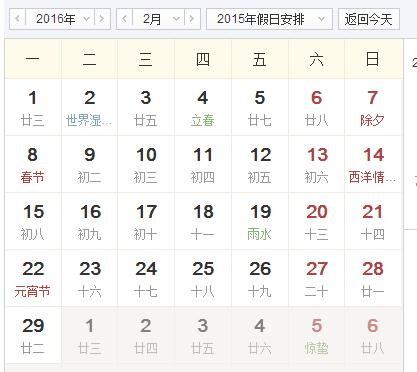 2016年 2月 2015年假日安排 返回今天
一 二 三 四 五 六 日
1 2 3 4 5 6 7
廿三 世界湿... 廿五 立春 廿七 廿八 除夕
8 9 10 11 12 13 14
春节 初二 初三 初四 初五 初六 西洋情...
15 16 17 18 19 20 21
初八 初九 初十 十一 雨水 十三 十四
22 23 24 25 26 27 28
元宵节 十六 十七 十八 十九 二十 廿一
29 1 2 3 4 5 6
廿二 廿三 廿四 廿五 廿六 惊蛰 廿八